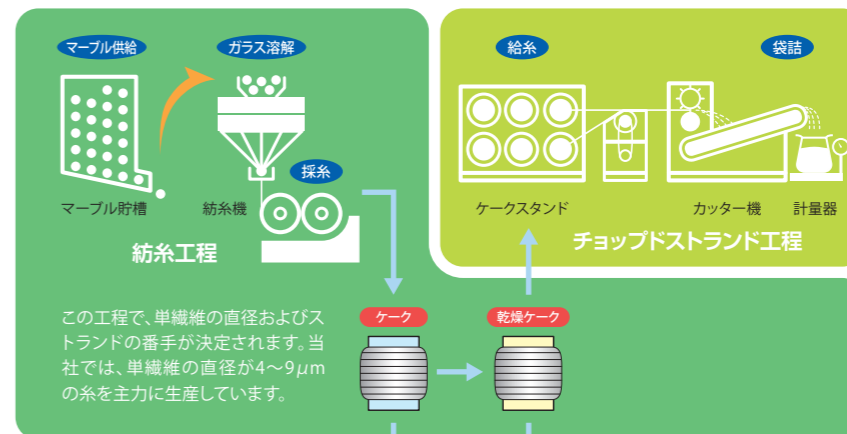 マーブル供給
ガラス溶解
採糸
マーブル貯槽
紡糸機
紡糸工程
この工程で、単繊維の直径およびス
トランドの番手が決定されます。当
社では、単繊維の直径が4〜9μm
の糸を主力に生産しています。
ケーク
乾燥ケーク
給糸
袋詰
ケークスタンド
カッター機
計量器
チョップドストランド工程